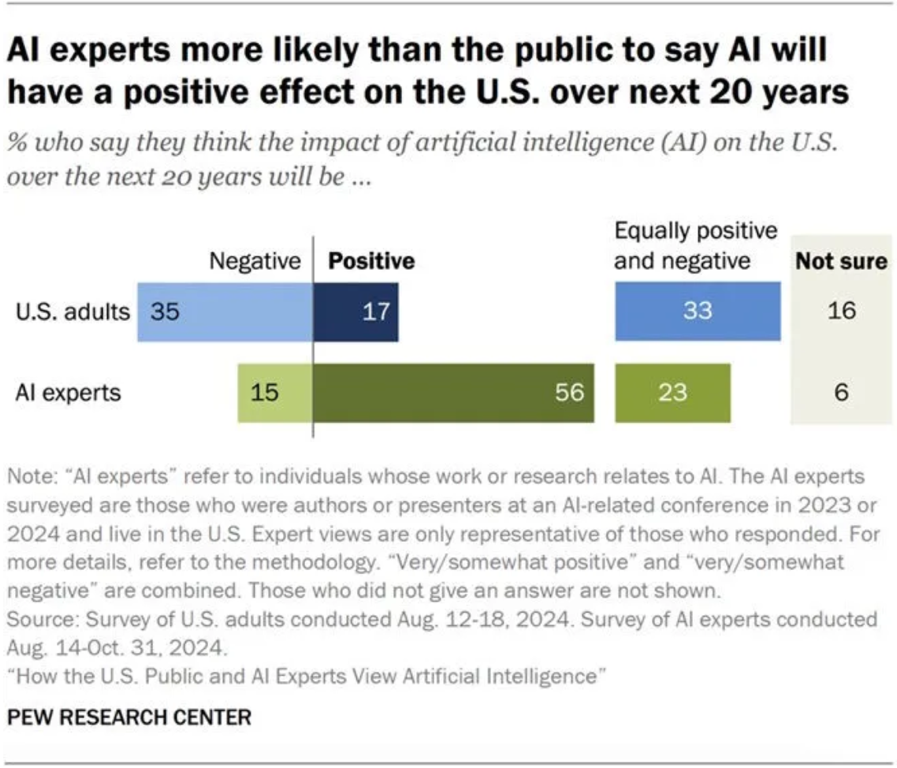 AI experts more likely than the public to say AI will
have a positive effect on the U.S. over next 20 years
% who say they think the impact of artificial intelligence (AI) on the U.S.
over the next 20 years will be ...
Negative Positive Equally positive
and negative Not sure
U.S. adults 35 17 33 16
AI experts 15 56 23 6
Note: “AI experts” refer to individuals whose work or research relates to AI. The AI experts
surveyed are those who were authors or presenters at an AI-related conference in 2023 or
2024 and live in the U.S. Expert views are only representative of those who responded. For
more details, refer to the methodology. “Very/somewhat positive” and “very/somewhat
negative” are combined. Those who did not give an answer are not shown.
Source: Survey of U.S. adults conducted Aug. 12-18, 2024. Survey of AI experts conducted
Aug. 14-Oct. 31, 2024.
“How the U.S. Public and AI Experts View Artificial Intelligence”
PEW RESEARCH CENTER